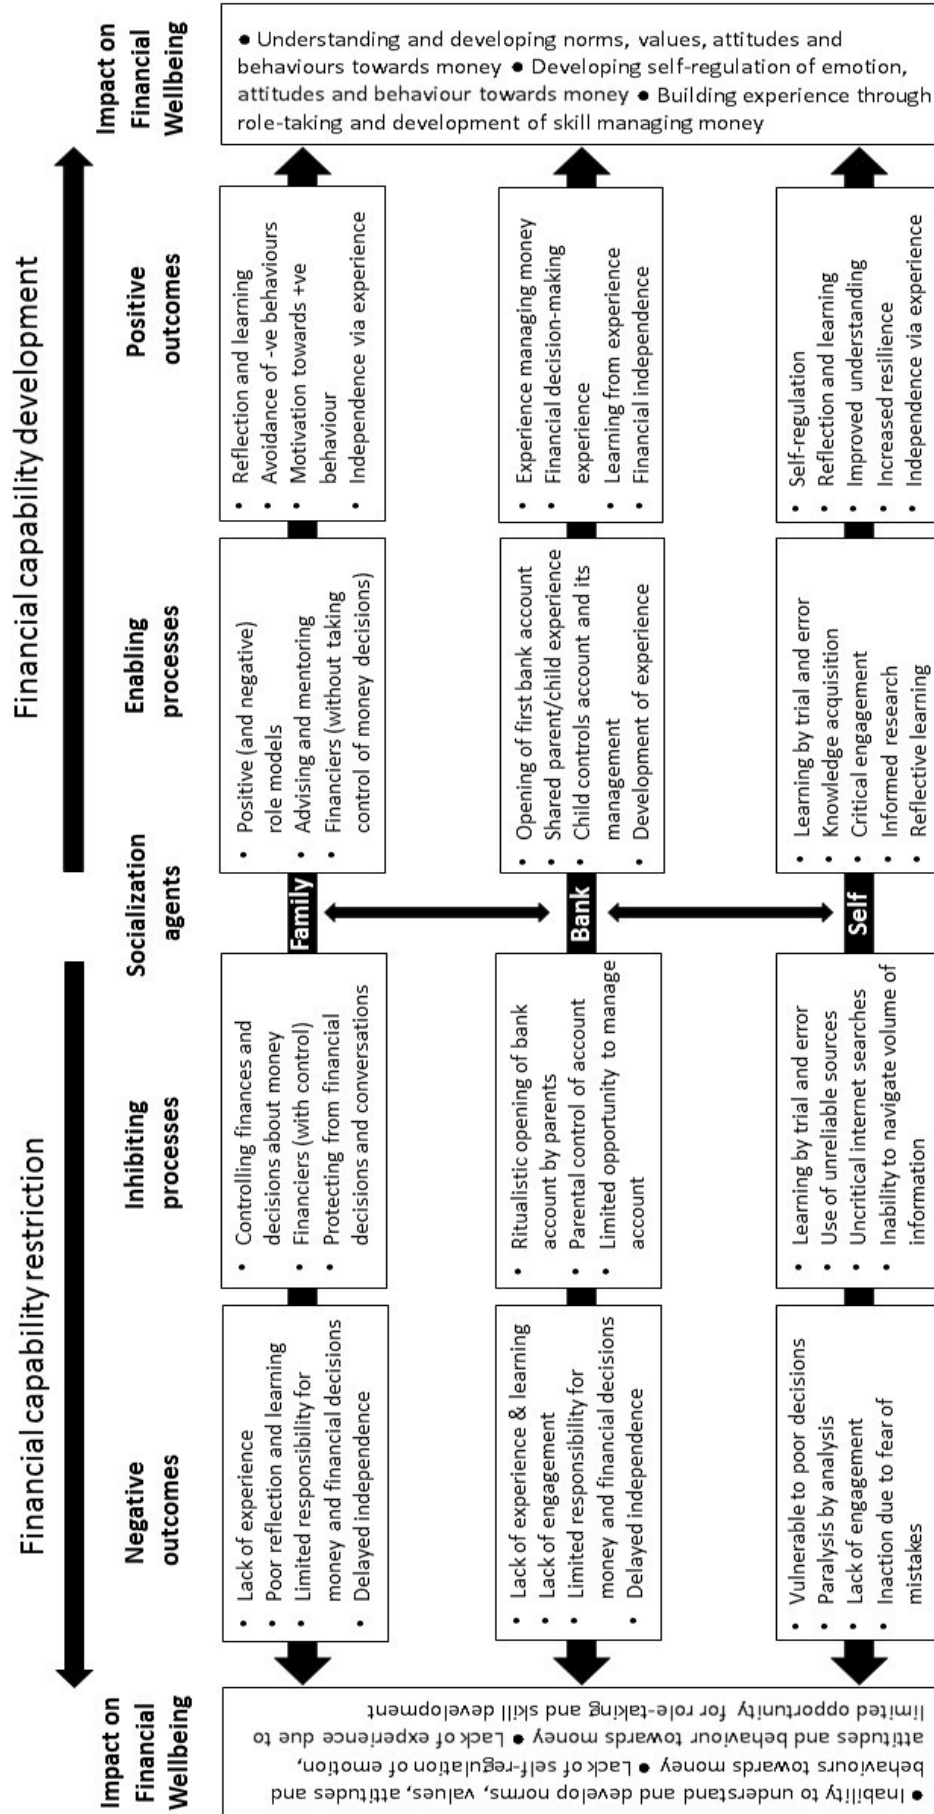 Financial capability restriction
Financial capability development
Impact on
Financial
Wellbeing
Negative
outcomes
Inhibiting
processes
Socialization
agents
Enabling
processes
Positive
outcomes
Impact on
Financial
Wellbeing
● Inability to understand and develop norms, values, attitudes and
behaviours towards money ● Lack of self-regulation of emotion,
attitudes and behaviour towards money ● Lack of experience due to
limited opportunity for role-taking and skill development
• Lack of experience
• Poor reflection and learning
• Limited responsibility for
money and financial decisions
• Delayed independence
• Controlling finances and
decisions about money
• Financiers (with control)
• Protecting from financial
decisions and conversations
Family
• Positive (and negative)
role models
• Advising and mentoring
• Financiers (without taking
control of money decisions)
• Reflection and learning
• Avoidance of -ve behaviours
• Motivation towards +ve
behaviour
• Independence via experience
• Lack of experience & learning
• Lack of engagement
• Limited responsibility for
money and financial decisions
• Delayed independence
• Ritualistic opening of bank
account by parents
• Parental control of account
• Limited opportunity to manage
account
Bank
• Opening of first bank account
• Shared parent/child experience
• Child controls account and its
management
• Development of experience
• Experience managing money
• Financial decision-making
experience
• Learning from experience
• Financial independence
• Vulnerable to poor decisions
• Paralysis by analysis
• Lack of engagement
• Inaction due to fear of
mistakes
• Learning by trial and error
• Use of unreliable sources
• Uncritical internet searches
• Inability to navigate volume of
information
Self
• Learning by trial and error
• Knowledge acquisition
• Critical engagement
• Informed research
• Reflective learning
• Self-regulation
• Reflection and learning
• Improved understanding
• Increased resilience
• Independence via experience
● Understanding and developing norms, values, attitudes and
behaviours towards money ● Developing self-regulation of emotion,
attitudes and behaviour towards money ● Building experience through
role-taking and development of skill managing money